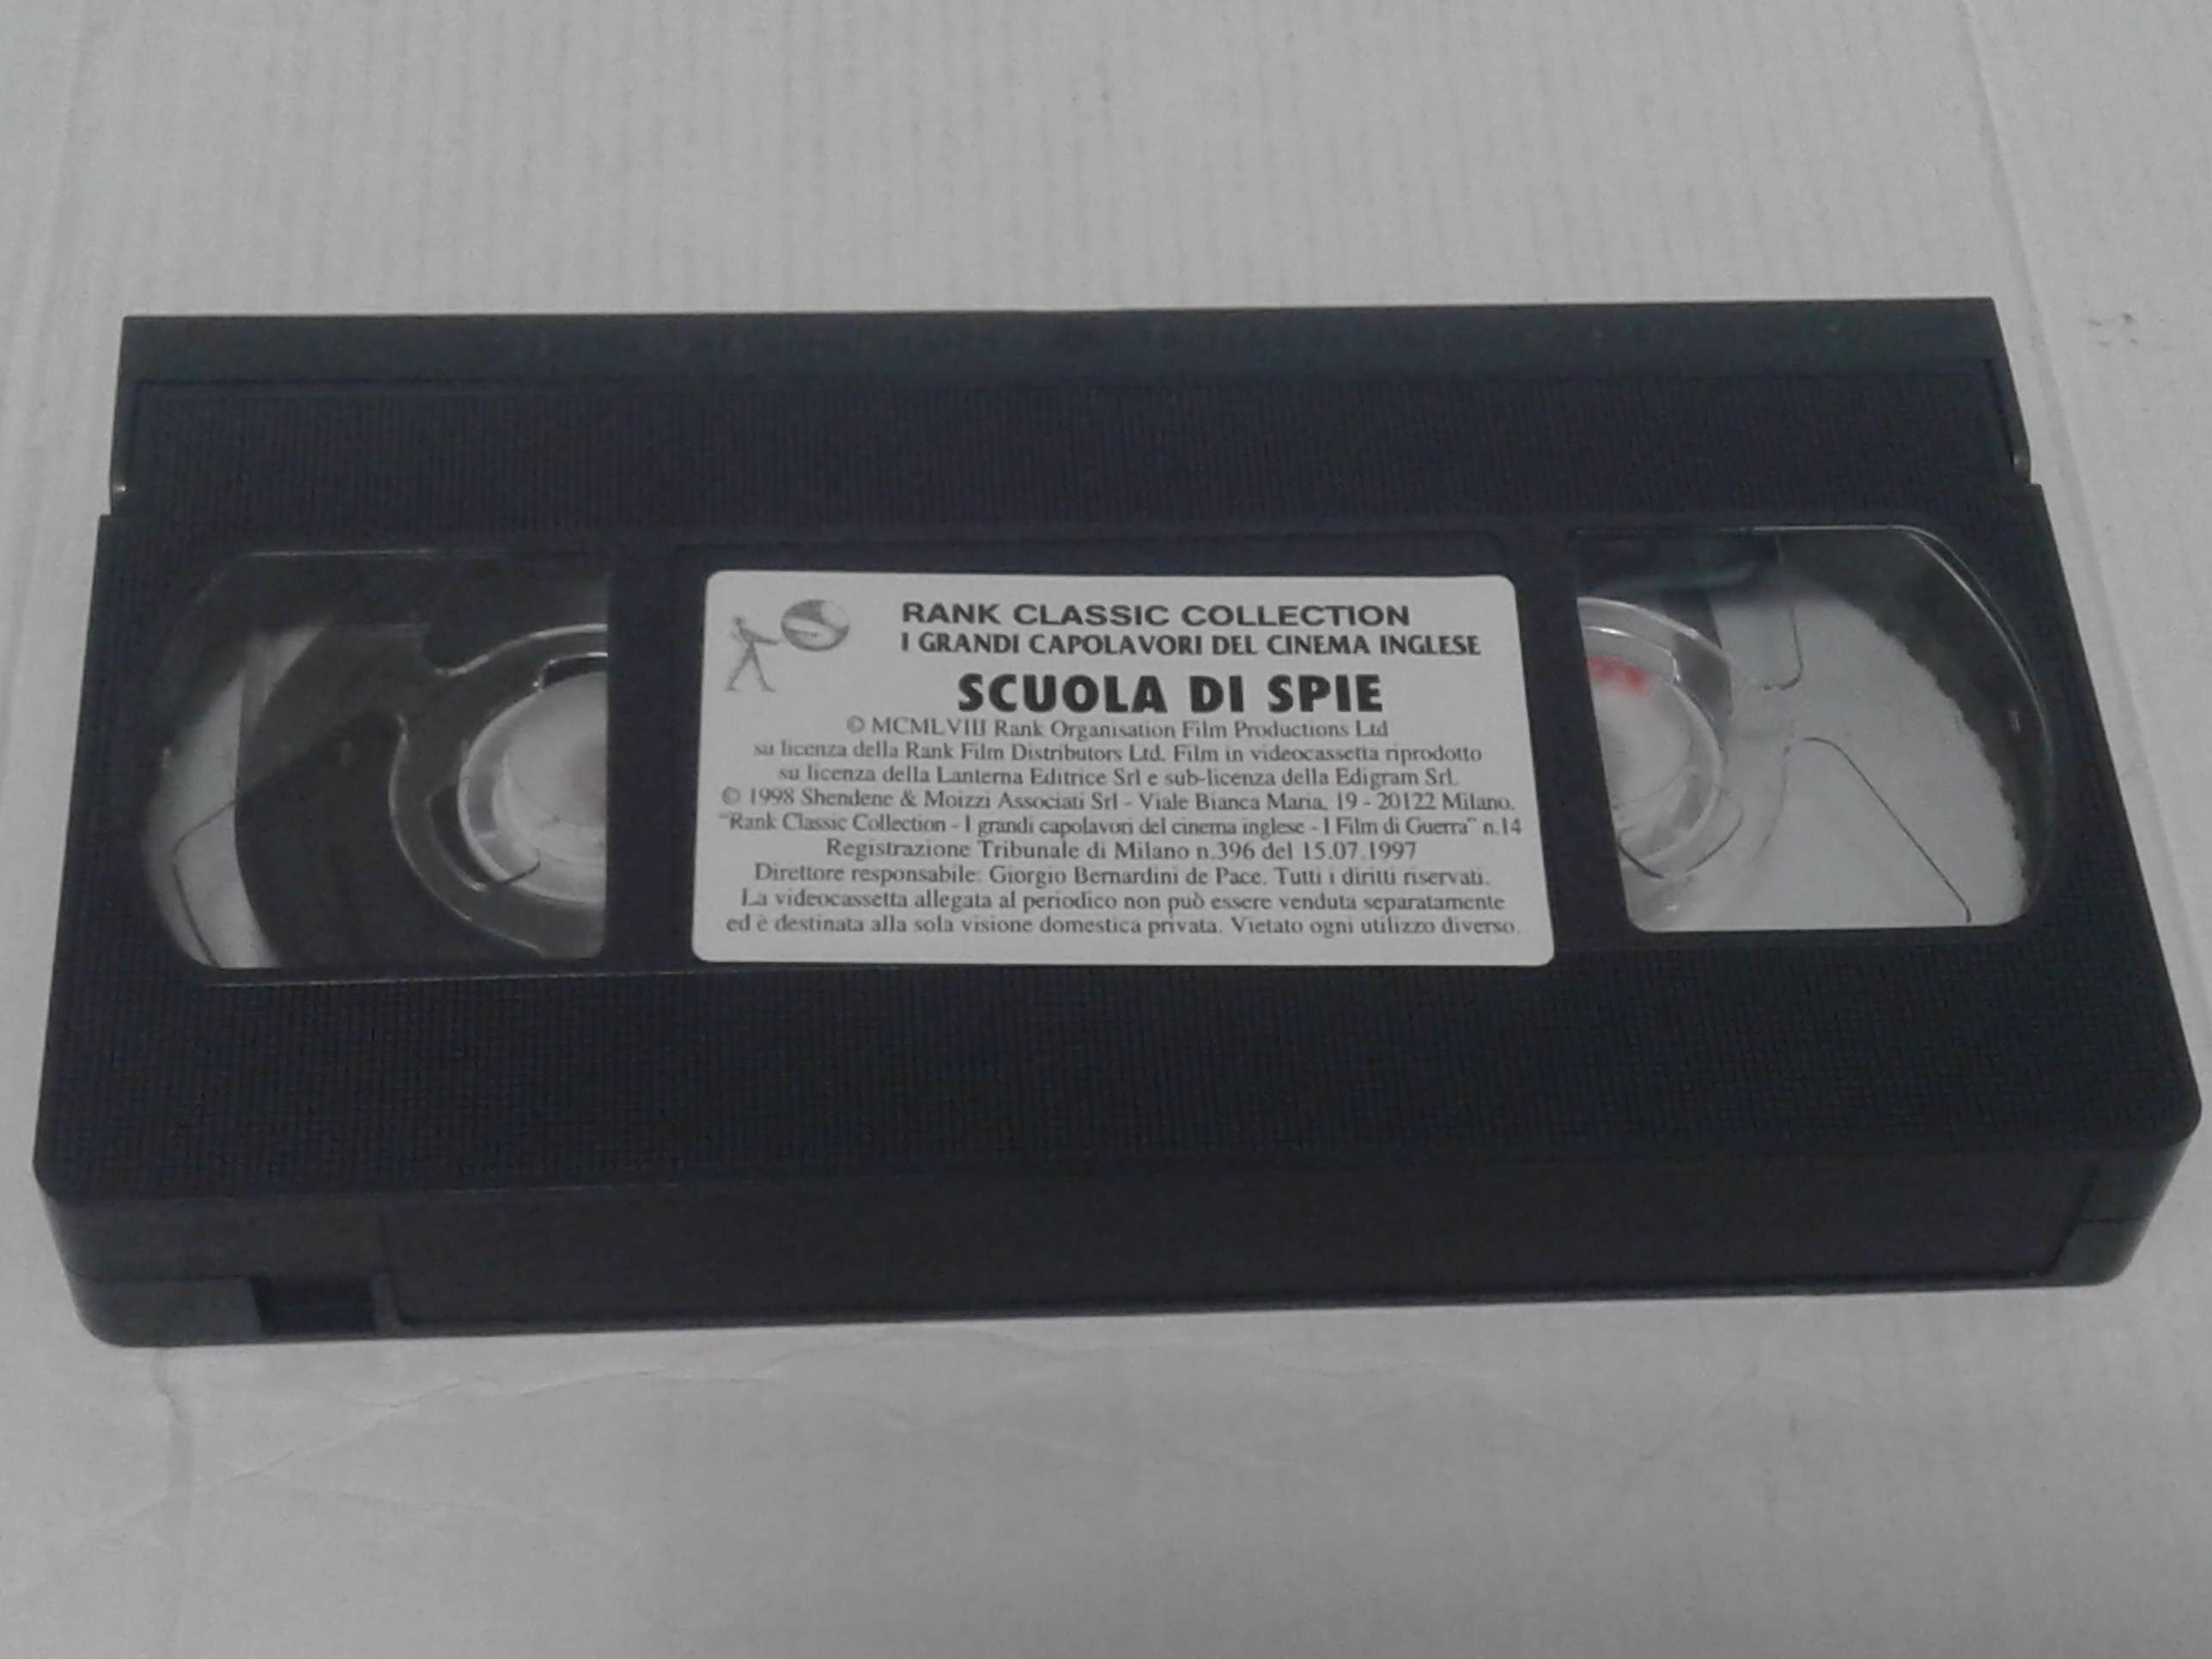 RANK CLASSIC COLLECTION
I GRANDI CAPOLAVORI DEL CINEMA INGLESE
SCUOLA DI SPIE
© MCMLVIII Rank Organisation Film Productions Ltd
su licenza della Rank Film Distributors Ltd. Film in videocassetta riprodotto
su licenza della Lanterna Editrice Srl e sub-licenza della Edigram Srl.
© 1998 Shendene & Moizzi Associati Srl - Viale Bianca Maria, 19 - 20122 Milano.
"Rank Classic Collection - I grandi capolavori del cinema inglese - I Film di Guerra" n.14
Registrazione Tribunale di Milano n.396 del 15.07.1997
Direttore responsabile: Giorgio Bernardini de Pace. Tutti i diritti riservati.
La videocassetta allegata al periodico non può essere venduta separatamente
ed è destinata alla sola visione domestica privata. Vietato ogni utilizzo diverso.